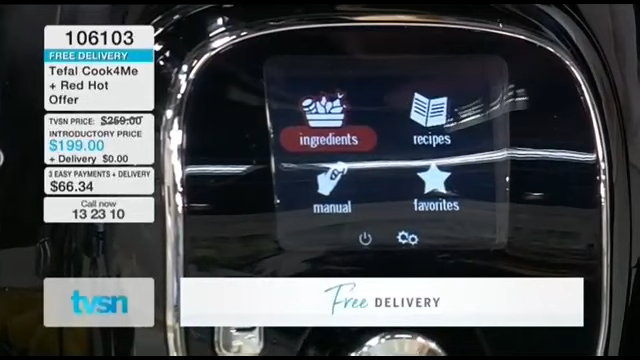 106103
FREE DELIVERY
Tefal Cook4Me
+ Red Hot
Offer
TVSN PRICE: $259.00
INTRODUCTORY PRICE
$199.00
+ Delivery $0.00
3 EASY PAYMENTS + DELIVERY
$66.34
Call now
13 23 10
ingredients
recipes
manual
favorites
tvsn
Free DELIVERY